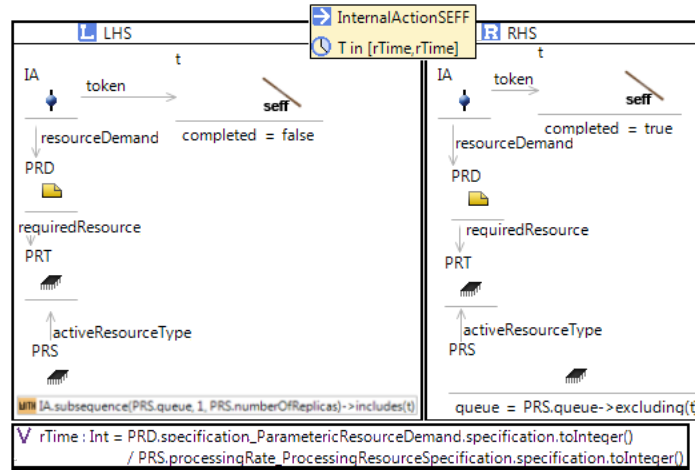 InternalActionSEFF
T in [rTime,rTime]
L LHS
t
IA
token
seff
completed = false
resourceDemand
PRD
requiredResource
PRT
activeResourceType
PRS
WITH IA.subsequence(PRS.queue, 1, PRS.numberOfReplicas)->includes(t)
R RHS
t
IA
token
seff
completed = true
resourceDemand
PRD
requiredResource
PRT
activeResourceType
PRS
queue = PRS.queue->excluding(t)
V rTime : Int = PRD.specification_ParametericResourceDemand.specification.toInteger()
/ PRS.processingRate_ProcessingResourceSpecification.specification.toInteger()